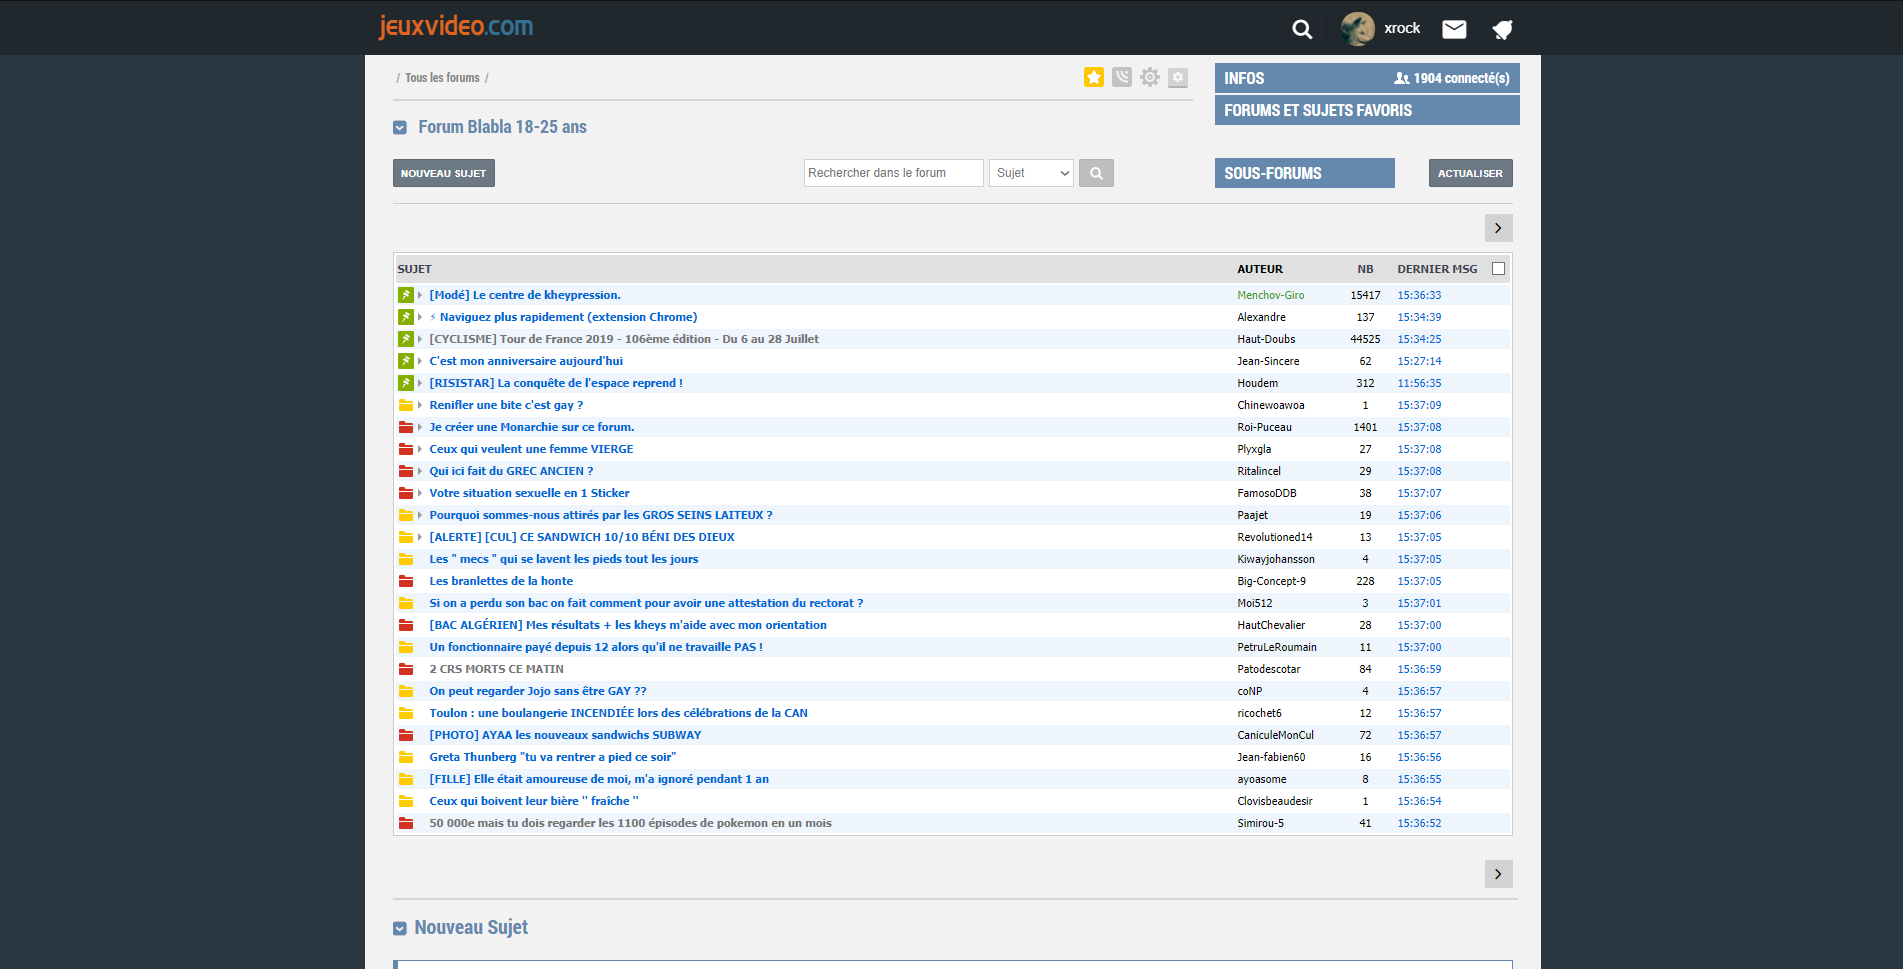 jeuxvideo.com
xrock
/ Tous les forums /
INFOS 1904 connecté(s)
FORUMS ET SUJETS FAVORIS
Forum Blabla 18-25 ans
NOUVEAU SUJET Rechercher dans le forum Sujet SOUS-FORUMS ACTUALISER
SUJET AUTEUR NB DERNIER MSG
[Modé] Le centre de kheypression. Menchov-Giro 15417 15:36:33
⚡ Naviguez plus rapidement (extension Chrome) Alexandre 137 15:34:39
[CYCLISME] Tour de France 2019 - 106ème édition - Du 6 au 28 Juillet Haut-Doubs 44525 15:34:25
C'est mon anniversaire aujourd'hui Jean-Sincere 62 15:27:14
[RISISTAR] La conquête de l'espace reprend ! Houdem 312 11:56:35
Renifler une bite c'est gay ? Chinewoawoa 1 15:37:09
Je créer une Monarchie sur ce forum. Roi-Puceau 1401 15:37:08
Ceux qui veulent une femme VIERGE Plyxgla 27 15:37:08
Qui ici fait du GREC ANCIEN ? Ritalincel 29 15:37:08
Votre situation sexuelle en 1 Sticker FamosoDDB 38 15:37:07
Pourquoi sommes-nous attirés par les GROS SEINS LAITEUX ? Paajet 19 15:37:06
[ALERTE] [CUL] CE SANDWICH 10/10 BÉNI DES DIEUX Revolutioned14 13 15:37:05
Les " mecs " qui se lavent les pieds tout les jours Kiwayjohansson 4 15:37:05
Les branlettes de la honte Big-Concept-9 228 15:37:05
Si on a perdu son bac on fait comment pour avoir une attestation du rectorat ? Moi512 3 15:37:01
[BAC ALGÉRIEN] Mes résultats + les kheys m'aide avec mon orientation HautChevalier 28 15:37:00
Un fonctionnaire payé depuis 12 alors qu'il ne travaille PAS ! PetruLeRoumain 11 15:37:00
2 CRS MORTS CE MATIN Patodescotar 84 15:36:59
On peut regarder Jojo sans être GAY ?? coNP 4 15:36:57
Toulon : une boulangerie INCENDIÉE lors des célébrations de la CAN ricochet6 12 15:36:57
[PHOTO] AYAA les nouveaux sandwichs SUBWAY CaniculeMonCul 72 15:36:57
Greta Thunberg "tu va rentrer a pied ce soir" Jean-fabien60 16 15:36:56
[FILLE] Elle était amoureuse de moi, m'a ignoré pendant 1 an ayoasome 8 15:36:55
Ceux qui boivent leur bière '' fraîche '' Clovisbeaudesir 1 15:36:54
50 000e mais tu dois regarder les 1100 épisodes de pokemon en un mois Simirou-5 41 15:36:52
Nouveau Sujet